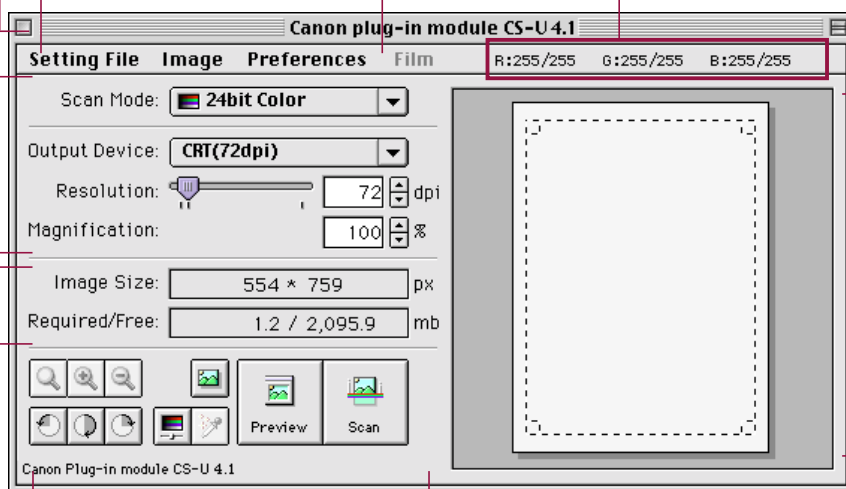 Canon plug-in module CS-U 4.1
Setting File Image Preferences Film R:255/255 G:255/255 B:255/255
Scan Mode: 24bit Color
Output Device: CRT(72dpi)
Resolution: 72 dpi
Magnification: 100 %
Image Size: 554 * 759 px
Required/Free: 1.2 / 2,095.9 mb
Preview Scan
Canon Plug-in module CS-U 4.1